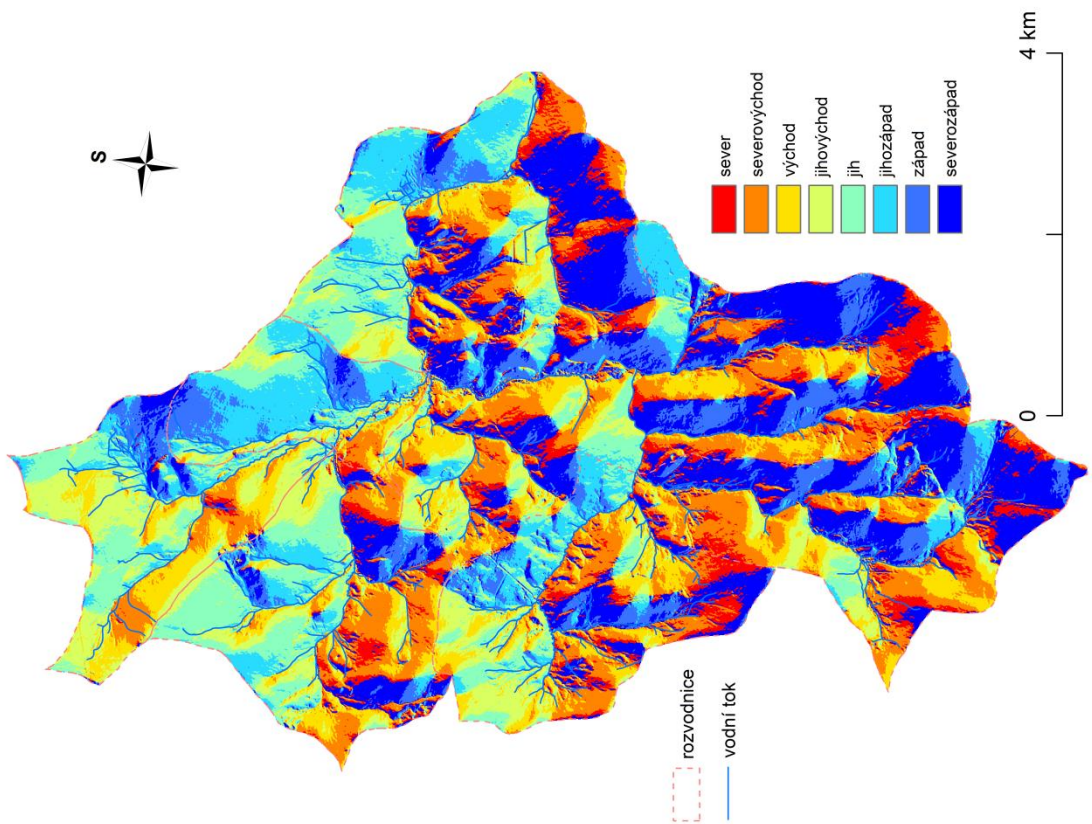 S
sever
severovýchod
východ
jihovýchod
jih
jihozápad
západ
severozápad
rozvodnice
vodní tok
0
4 km